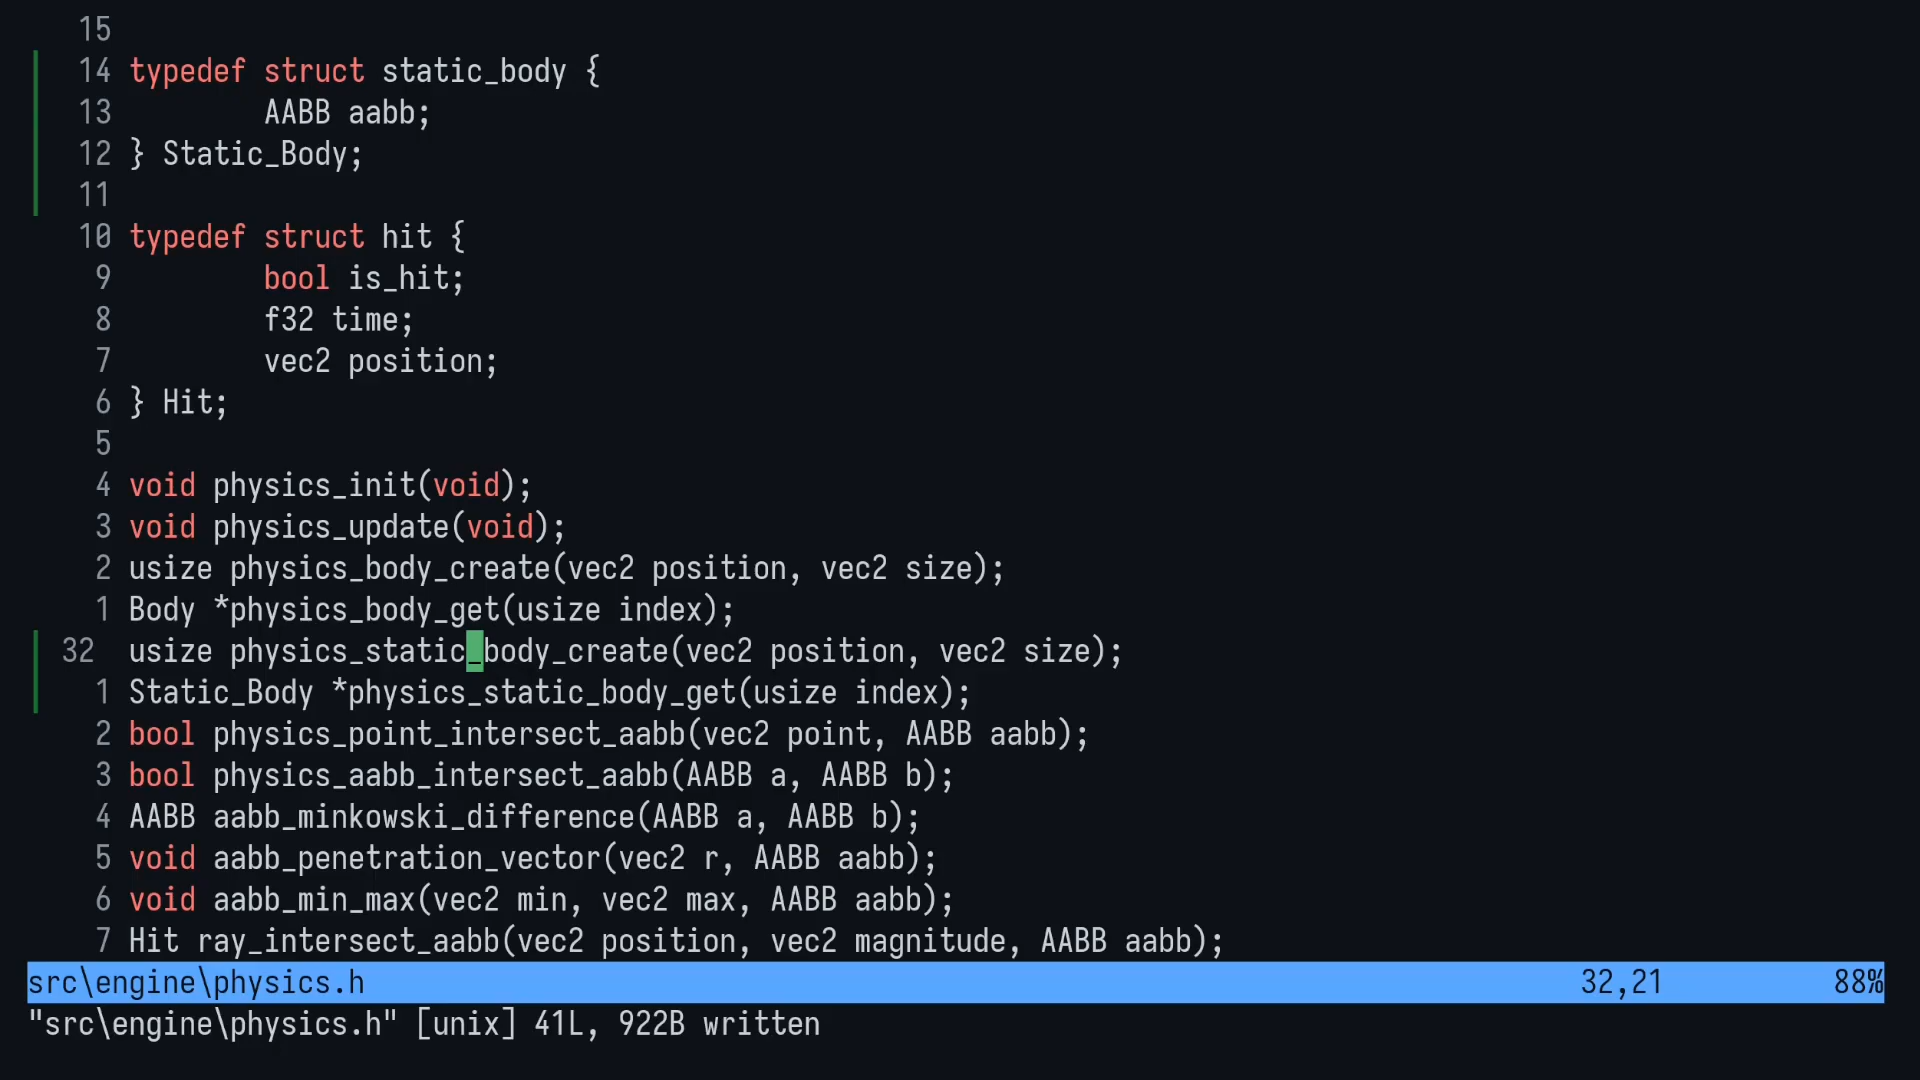 15
14 typedef struct static_body {
13         AABB aabb;
12 } Static_Body;
11
10 typedef struct hit {
9         bool is_hit;
8         f32 time;
7         vec2 position;
6 } Hit;
5
4 void physics_init(void);
3 void physics_update(void);
2 usize physics_body_create(vec2 position, vec2 size);
1 Body *physics_body_get(usize index);
32 usize physics_static_body_create(vec2 position, vec2 size);
1 Static_Body *physics_static_body_get(usize index);
2 bool physics_point_intersect_aabb(vec2 point, AABB aabb);
3 bool physics_aabb_intersect_aabb(AABB a, AABB b);
4 AABB aabb_minkowski_difference(AABB a, AABB b);
5 void aabb_penetration_vector(vec2 r, AABB aabb);
6 void aabb_min_max(vec2 min, vec2 max, AABB aabb);
7 Hit ray_intersect_aabb(vec2 position, vec2 magnitude, AABB aabb);
src\engine\physics.h 32,21 88%
"src\engine\physics.h" [unix] 41L, 922B written